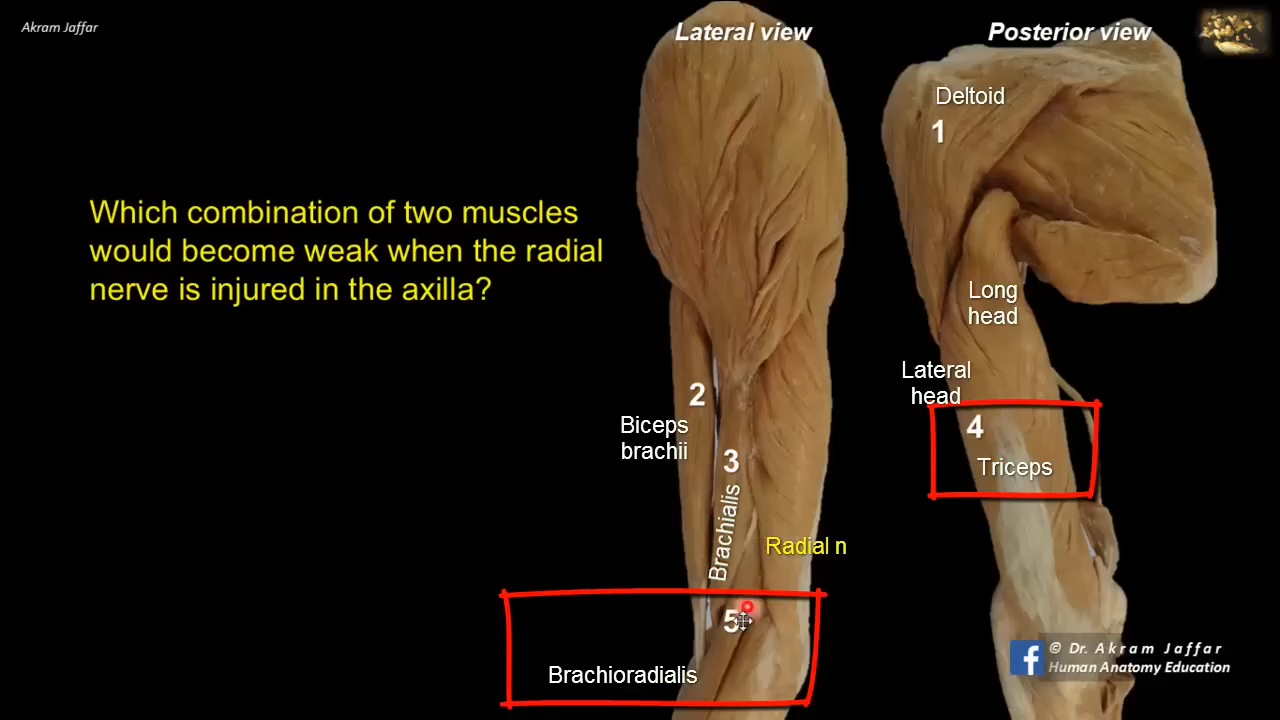 Akram Jaffar
Lateral view
Posterior view
Deltoid
1
Which combination of two muscles
would become weak when the radial
nerve is injured in the axilla?
Long
head
Lateral
head
2
Biceps
brachii
3
Brachialis
4
Triceps
Radial n
5
Brachioradialis
f
© Dr. Akram Jaffar
Human Anatomy Education